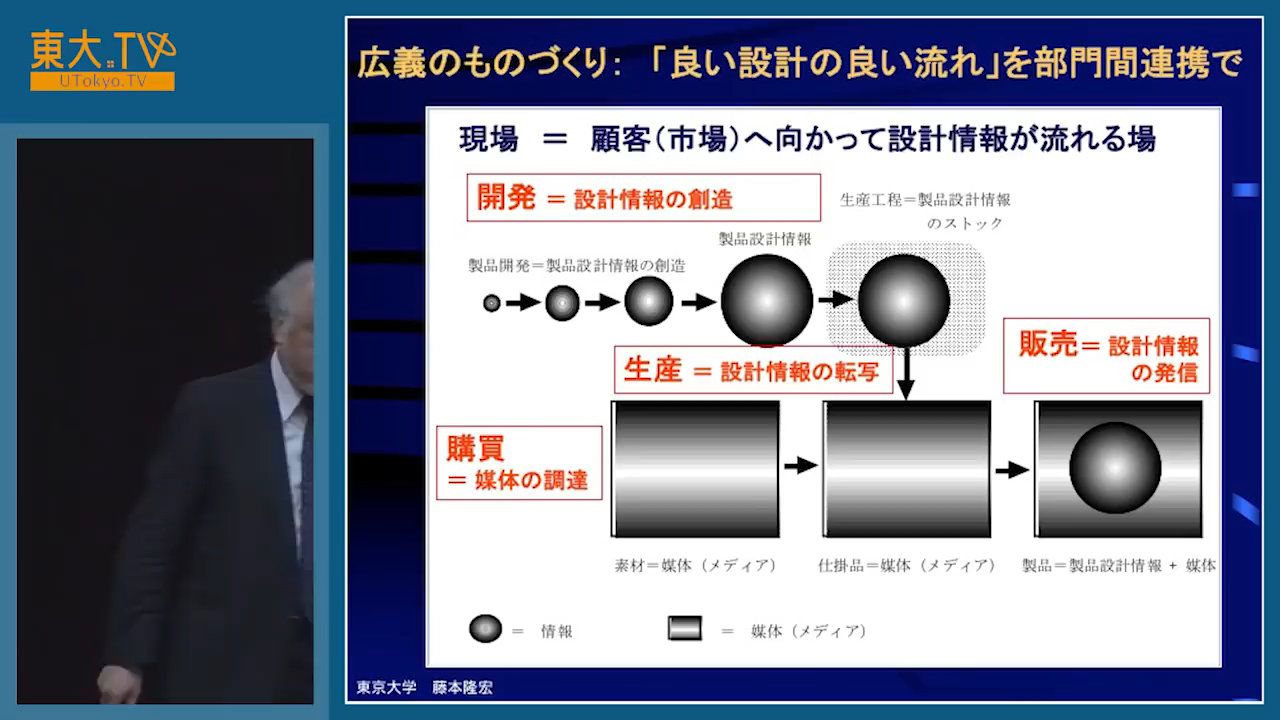 東大.TV
UTokyo.TV
広義のものづくり：「良い設計の良い流れ」を部門間連携で
現場 ＝ 顧客（市場）へ向かって設計情報が流れる場
開発 ＝ 設計情報の創造
生産工程＝製品設計情報
のストック
製品設計情報
製品開発＝製品設計情報の創造
生産 ＝ 設計情報の転写
販売＝ 設計情報
の発信
購買
＝ 媒体の調達
素材＝媒体（メディア）
仕掛品＝媒体（メディア）
製品＝製品設計情報 + 媒体
＝ 情報
＝ 媒体（メディア）
東京大学 藤本隆宏